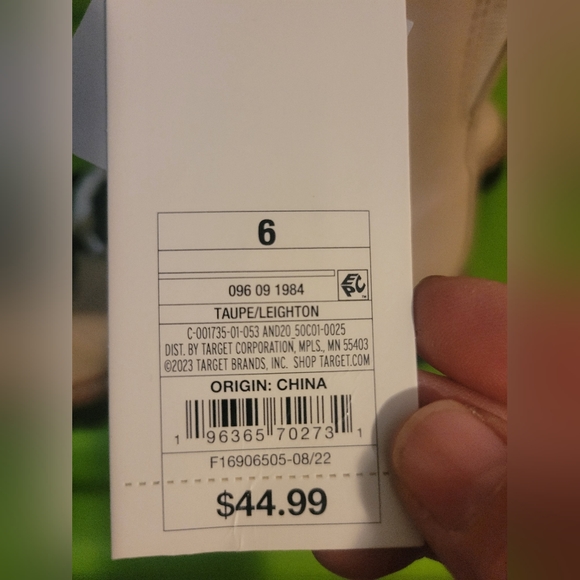 6
EPC™
096 09 1984
TAUPE/LEIGHTON
C-001735-01-053 AND20_50C01-0025
DIST. BY TARGET CORPORATION, MPLS., MN 55403
©2023 TARGET BRANDS, INC. SHOP TARGET.COM
ORIGIN: CHINA
1 96365 70273 1
F16906505-08/22
$44.99